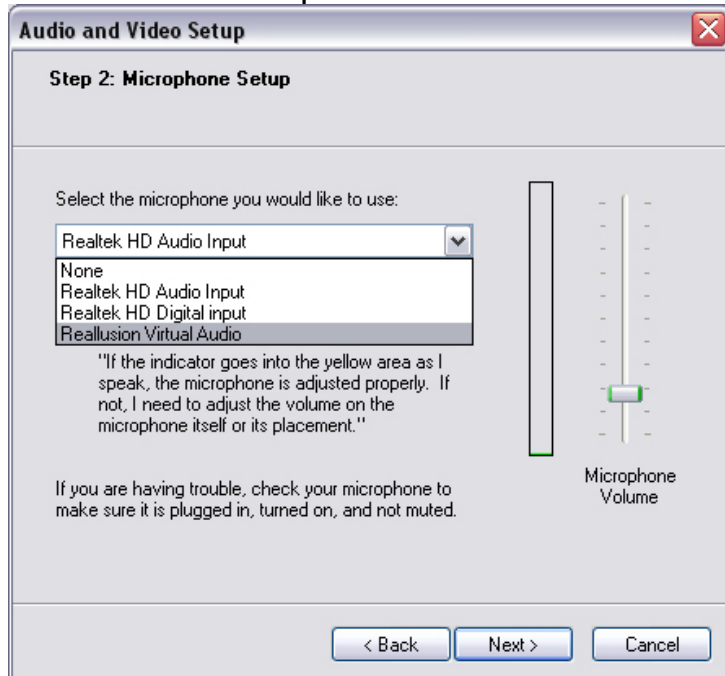 Audio and Video Setup
Step 2: Microphone Setup
Select the microphone you would like to use:
Realtek HD Audio Input
None
Realtek HD Audio Input
Realtek HD Digital input
Reallusion Virtual Audio
"If the indicator goes into the yellow area as I
speak, the microphone is adjusted properly. If
not, I need to adjust the volume on the
microphone itself or its placement."
If you are having trouble, check your microphone to
make sure it is plugged in, turned on, and not muted.
Microphone
Volume
< Back
Next >
Cancel